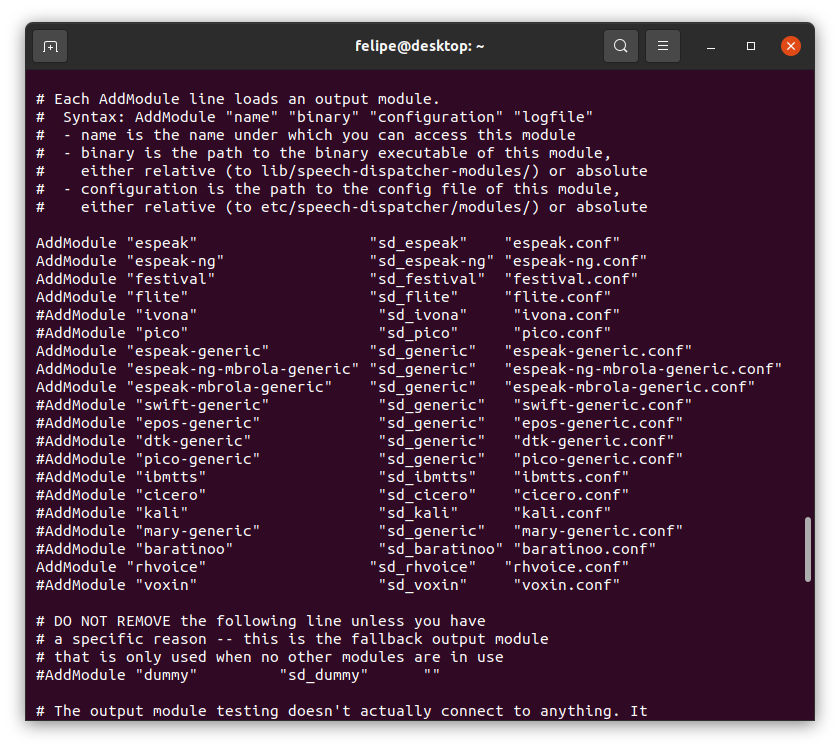 felipe@desktop: ~
# Each AddModule line loads an output module.
#  Syntax: AddModule "name" "binary" "configuration" "logfile"
#  - name is the name under which you can access this module
#  - binary is the path to the binary executable of this module,
#    either relative (to lib/speech-dispatcher-modules/) or absolute
#  - configuration is the path to the config file of this module,
#    either relative (to etc/speech-dispatcher/modules/) or absolute
AddModule "espeak"                   "sd_espeak"    "espeak.conf"
AddModule "espeak-ng"                "sd_espeak-ng" "espeak-ng.conf"
AddModule "festival"                 "sd_festival"  "festival.conf"
AddModule "flite"                    "sd_flite"     "flite.conf"
#AddModule "ivona"                    "sd_ivona"     "ivona.conf"
#AddModule "pico"                     "sd_pico"      "pico.conf"
AddModule "espeak-generic"           "sd_generic"   "espeak-generic.conf"
AddModule "espeak-ng-mbrola-generic" "sd_generic"   "espeak-ng-mbrola-generic.conf"
AddModule "espeak-mbrola-generic"    "sd_generic"   "espeak-mbrola-generic.conf"
#AddModule "swift-generic"            "sd_generic"   "swift-generic.conf"
#AddModule "epos-generic"             "sd_generic"   "epos-generic.conf"
#AddModule "dtk-generic"              "sd_generic"   "dtk-generic.conf"
#AddModule "pico-generic"             "sd_generic"   "pico-generic.conf"
#AddModule "ibmtts"                   "sd_ibmtts"    "ibmtts.conf"
#AddModule "cicero"                   "sd_cicero"    "cicero.conf"
#AddModule "kali"                     "sd_kali"      "kali.conf"
#AddModule "mary-generic"             "sd_generic"   "mary-generic.conf"
#AddModule "baratinoo"                "sd_baratinoo" "baratinoo.conf"
AddModule "rhvoice"                  "sd_rhvoice"   "rhvoice.conf"
#AddModule "voxin"                    "sd_voxin"     "voxin.conf"
# DO NOT REMOVE the following line unless you have
# a specific reason -- this is the fallback output module
# that is only used when no other modules are in use
#AddModule "dummy"         "sd_dummy"      ""
# The output module testing doesn't actually connect to anything. It